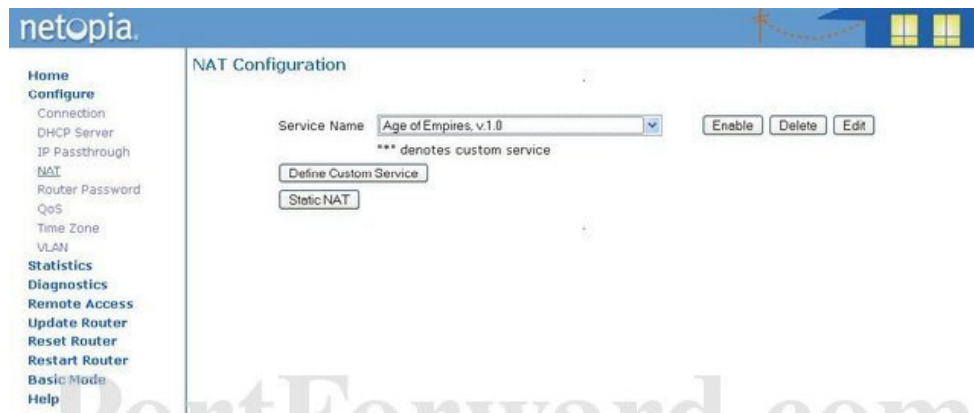 netopia.
Home
Configure
Connection
DHCP Server
IP Passthrough
NAT
Router Password
QoS
Time Zone
VLAN
Statistics
Diagnostics
Remote Access
Update Router
Reset Router
Restart Router
Basic Mode
Help
NAT Configuration
Service Name Age of Empires, v.1.0 Enable Delete Edit
*** denotes custom service
Define Custom Service
Static NAT
PortForward.com